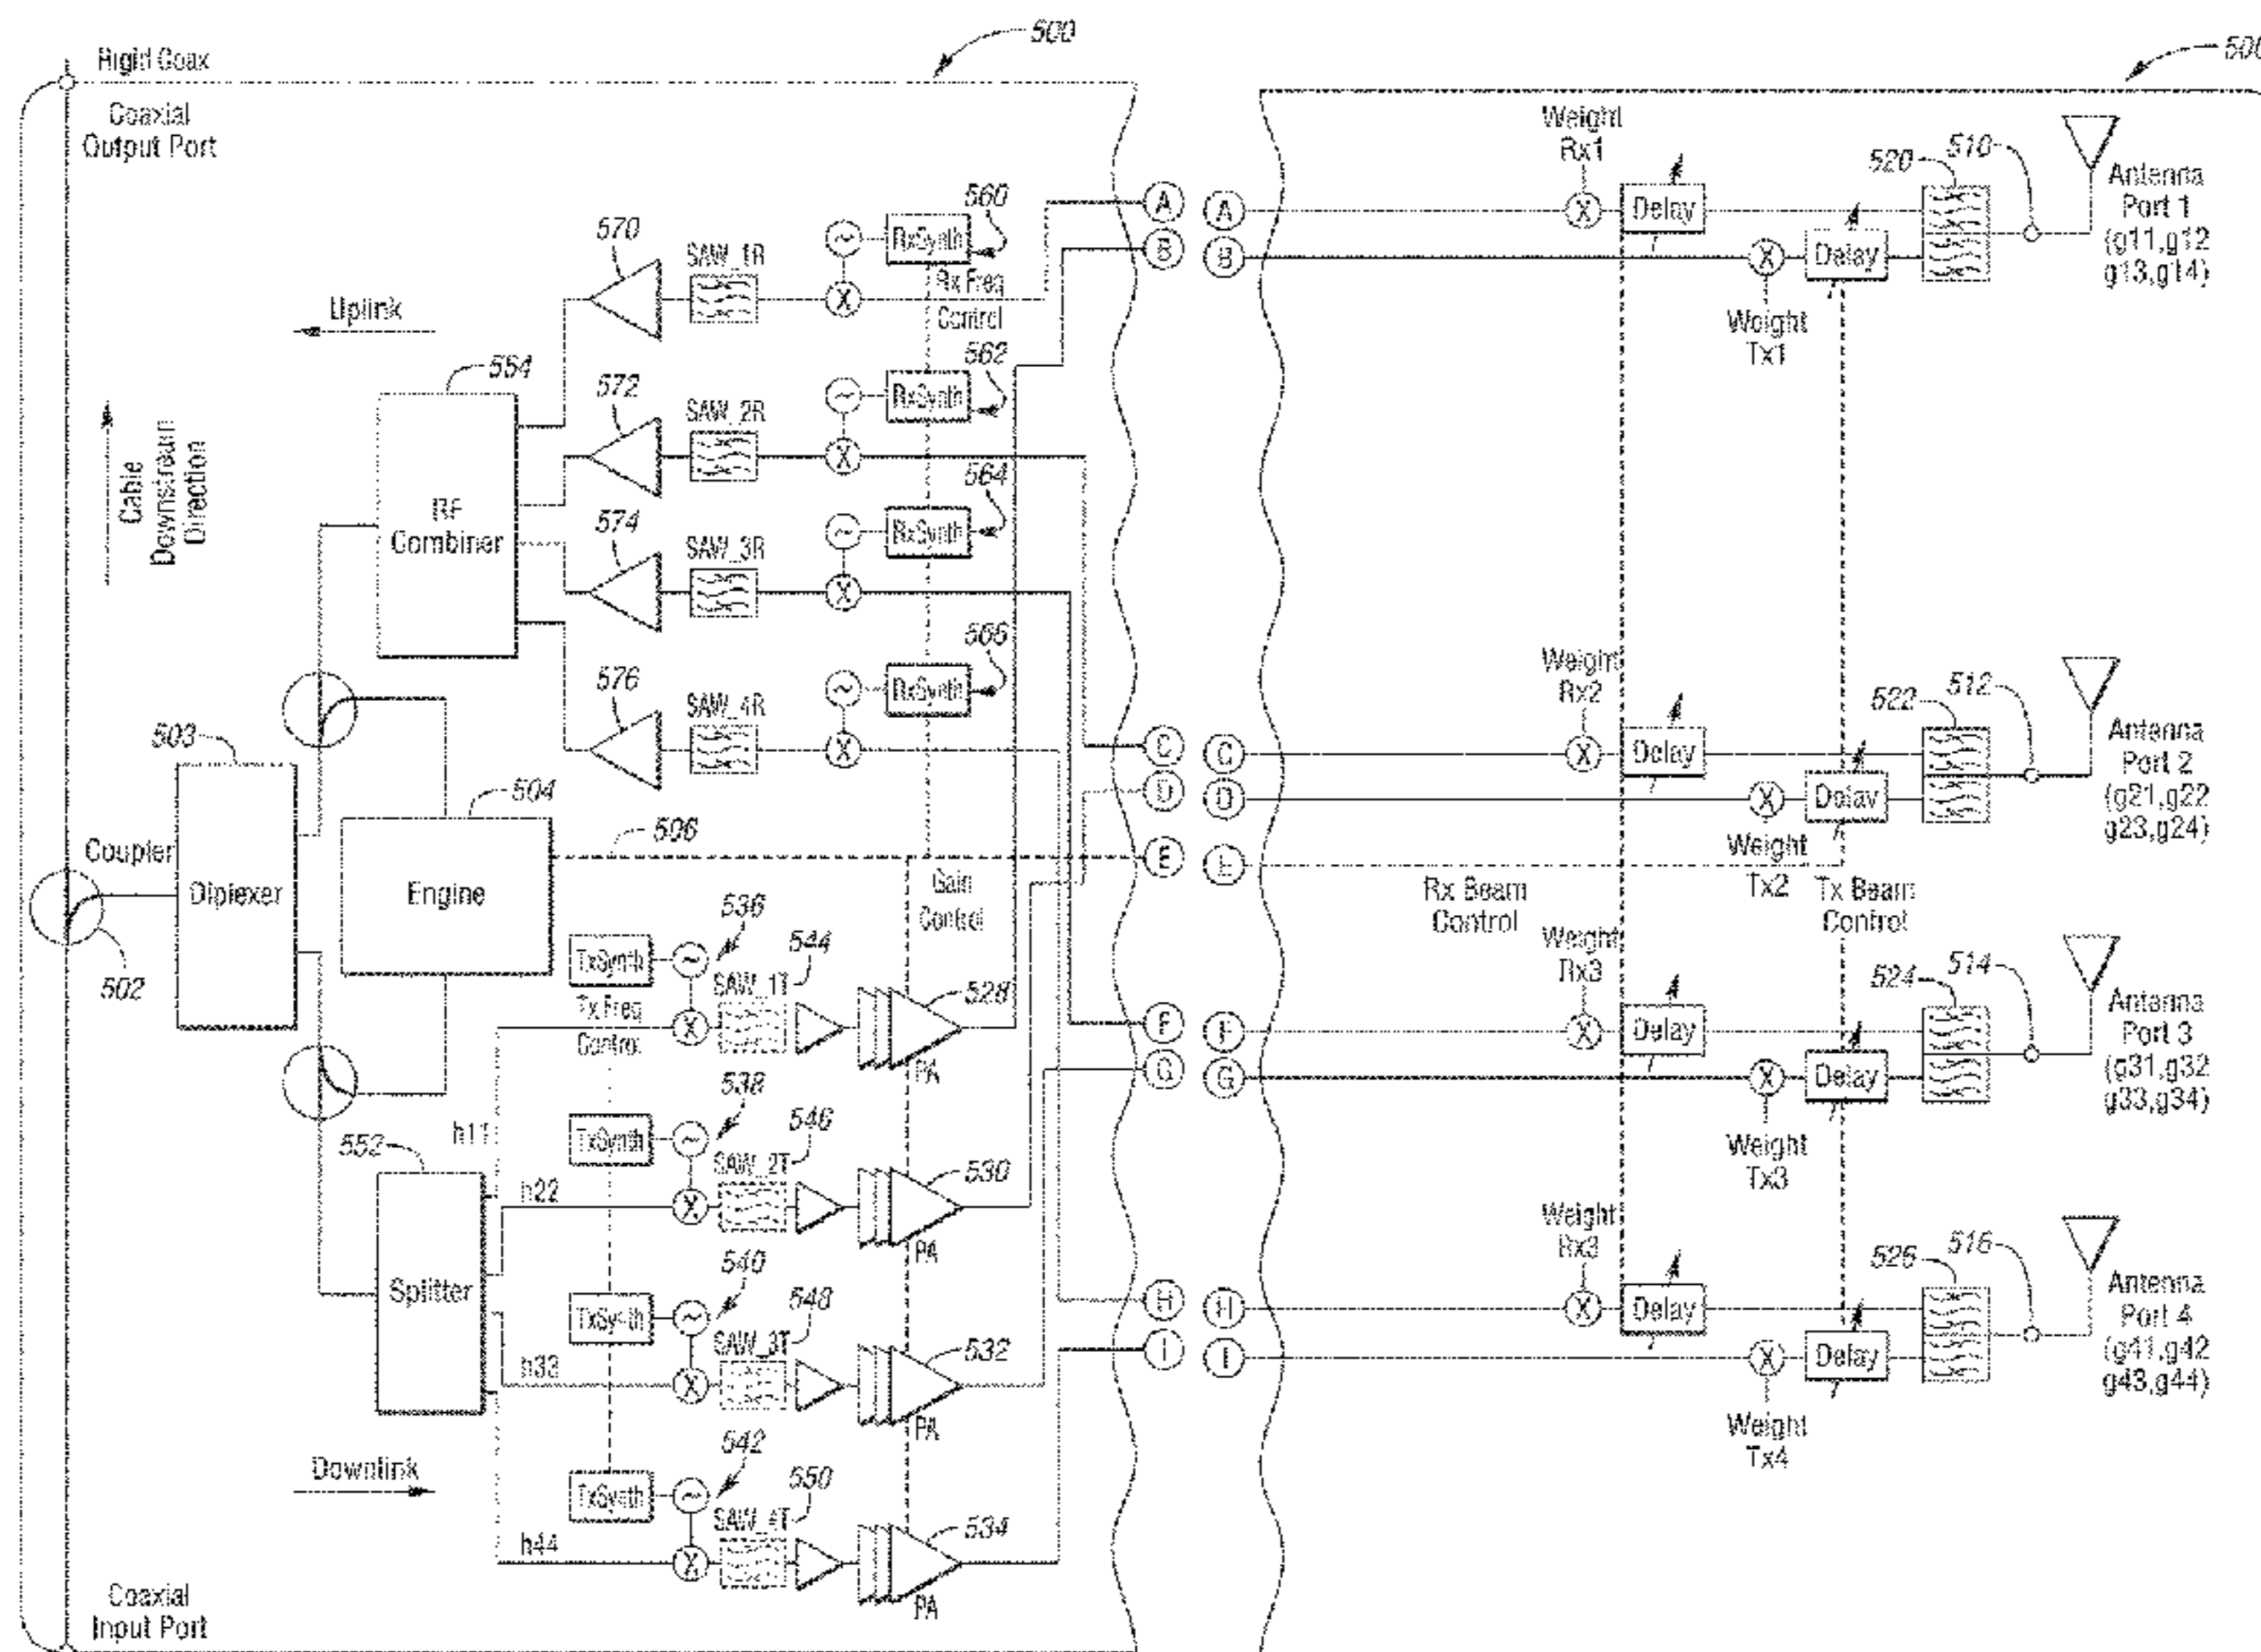 500
Rigid Coax
Coaxial
Output Port
Uplink
Cable
Downstream
Direction
554
RF
Combiner
570
SAW_1R
X
~
RxSynth
560
Rx Freq
Control
572
SAW_2R
X
~
RxSynth
562
574
SAW_3R
X
~
RxSynth
564
576
SAW_4R
X
~
RxSynth
566
503
Diplexer
Coupler
502
504
Engine
506
Gain
Control
TxSynth
~
536
Tx Freq
Control
X
SAW_1T
544
528
PA
h11
552
Splitter
TxSynth
~
538
h22
X
SAW_2T
546
530
PA
TxSynth
~
540
h33
X
SAW_3T
548
532
PA
TxSynth
~
542
h44
X
SAW_4T
550
534
PA
Downlink
Coaxial
Input Port
A
B
C
D
E
F
G
H
I
500
A
B
C
D
E
F
G
H
I
Weight
Rx1
X
Delay
X
Delay
Weight
Tx1
520
510
Antenna
Port 1
(g11,g12
g13,g14)
Weight
Rx2
X
Delay
X
Delay
Weight
Tx2
522
512
Antenna
Port 2
(g21,g22
g23,g24)
Rx Beam
Control
Tx Beam
Control
Weight
Rx3
X
Delay
X
Delay
Weight
Tx3
524
514
Antenna
Port 3
(g31,g32
g33,g34)
Weight
Rx3
X
Delay
X
Delay
Weight
Tx4
526
516
Antenna
Port 4
(g41,g42
g43,g44)